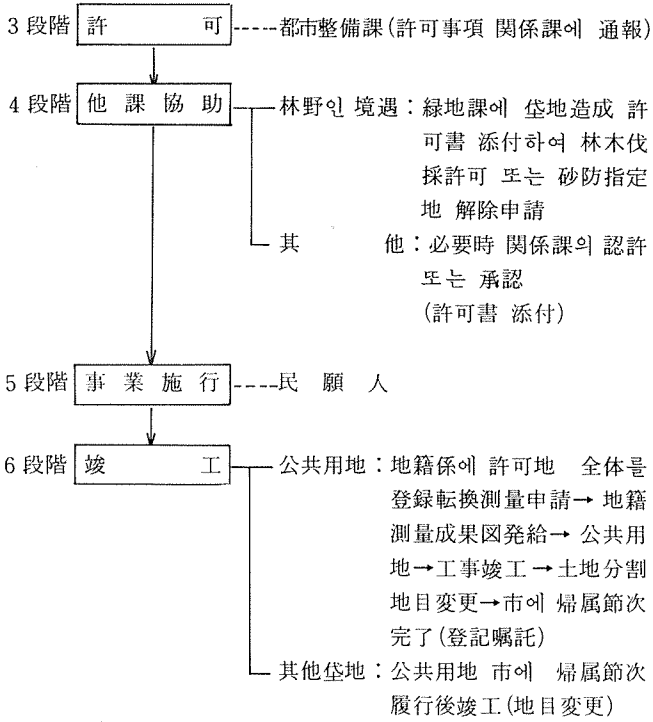 3段階 許可 ----都市整備課(許可事項 関係課에 通報)
4段階 他課協助 林野인 境遇:緑地課에 垈地造成 許
可書 添付하여 林木伐
採許可 또는 砂防指定
地 解除申請
其他:必要時 関係課의 認許
또는 承認
(許可書 添付)
5段階 事業施行 ----民願人
6段階 竣工 公共用地:地籍係에 許可地 全体를
登録転換測量申請→ 地籍
測量成果図発給→ 公共用
地→工事竣工→土地分割
地目変更→市에 帰属節次
完了(登記嘱託)
其他垈地:公共用地 市에 帰属節次
履行後竣工(地目変更)